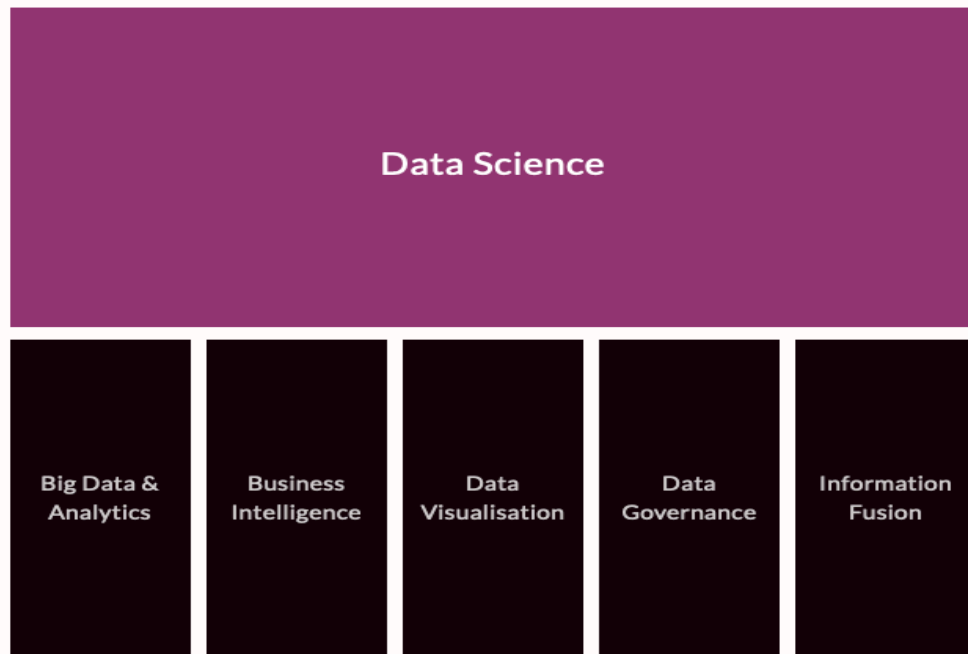 Data Science
Big Data &
Analytics
Business
Intelligence
Data
Visualisation
Data
Governance
Information
Fusion